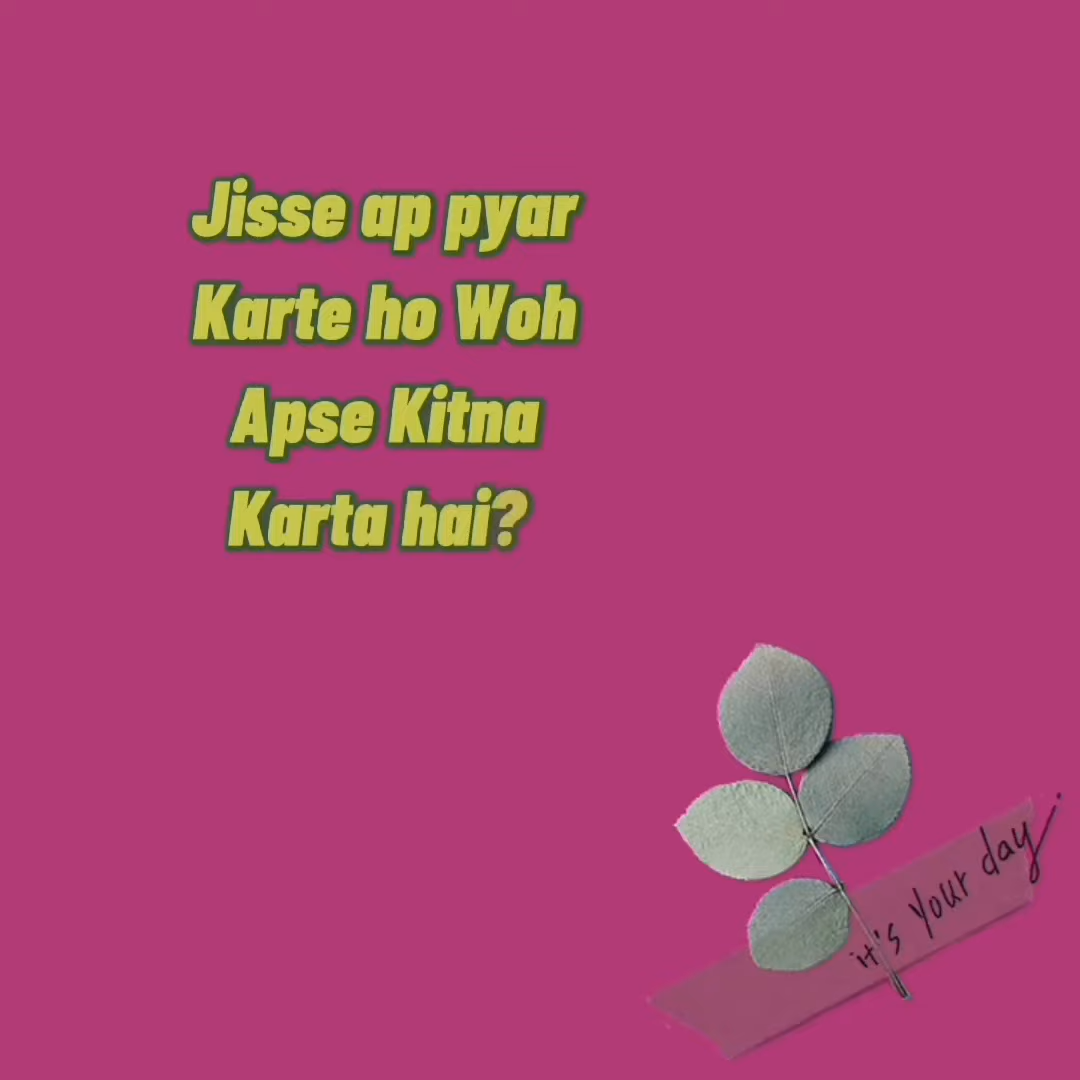 Jisse ap pyar
Karte ho Woh
Apse Kitna
Karta hai?
it's your day